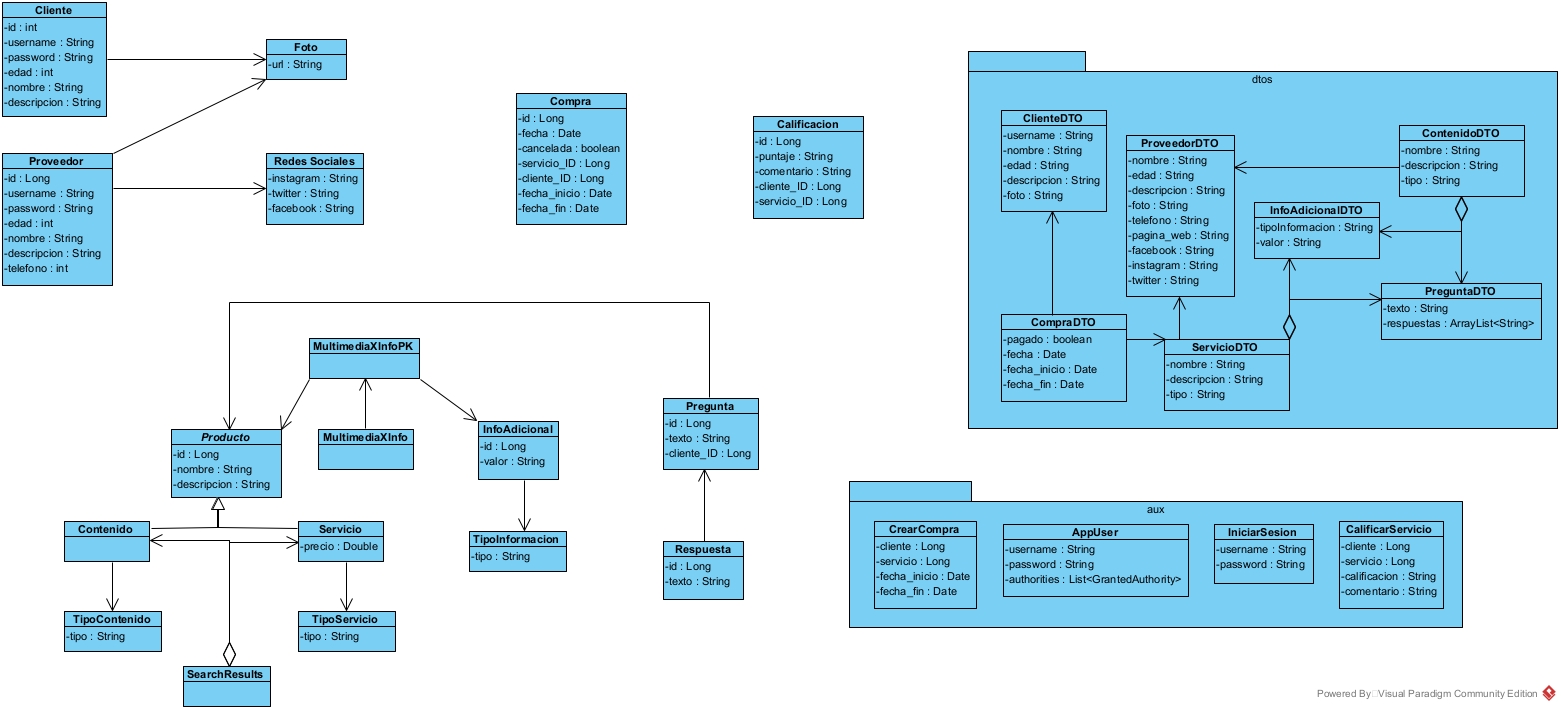 Cliente
-id : int
-username : String
-password : String
-edad : int
-nombre : String
-descripcion : String
Foto
-url : String
Proveedor
-id : Long
-username : String
-password : String
-edad : int
-nombre : String
-descripcion : String
-telefono : int
Redes Sociales
-instagram : String
-twitter : String
-facebook : String
Compra
-id : Long
-fecha : Date
-cancelada : boolean
-servicio_ID : Long
-cliente_ID : Long
-fecha_inicio : Date
-fecha_fin : Date
Calificacion
-id : Long
-puntaje : String
-comentario : String
-cliente_ID : Long
-servicio_ID : Long
MultimediaXInfoPK
Producto
-id : Long
-nombre : String
-descripcion : String
MultimediaXInfo
InfoAdicional
-id : Long
-valor : String
Pregunta
-id : Long
-texto : String
-cliente_ID : Long
Contenido
Servicio
-precio : Double
TipoInformacion
-tipo : String
Respuesta
-id : Long
-texto : String
TipoContenido
-tipo : String
TipoServicio
-tipo : String
SearchResults
dtos
ClienteDTO
-username : String
-nombre : String
-edad : String
-descripcion : String
-foto : String
ProveedorDTO
-nombre : String
-edad : String
-descripcion : String
-foto : String
-telefono : String
-pagina_web : String
-facebook : String
-instagram : String
-twitter : String
ContenidoDTO
-nombre : String
-descripcion : String
-tipo : String
InfoAdicionalDTO
-tipoInformacion : String
-valor : String
PreguntaDTO
-texto : String
-respuestas : ArrayList<String>
CompraDTO
-pagado : boolean
-fecha : Date
-fecha_inicio : Date
-fecha_fin : Date
ServicioDTO
-nombre : String
-descripcion : String
-tipo : String
aux
CrearCompra
-cliente : Long
-servicio : Long
-fecha_inicio : Date
-fecha_fin : Date
AppUser
-username : String
-password : String
-authorities : List<GrantedAuthority>
IniciarSesion
-username : String
-password : String
CalificarServicio
-cliente : Long
-servicio : Long
-calificacion : String
-comentario : String
Powered By Visual Paradigm Community Edition